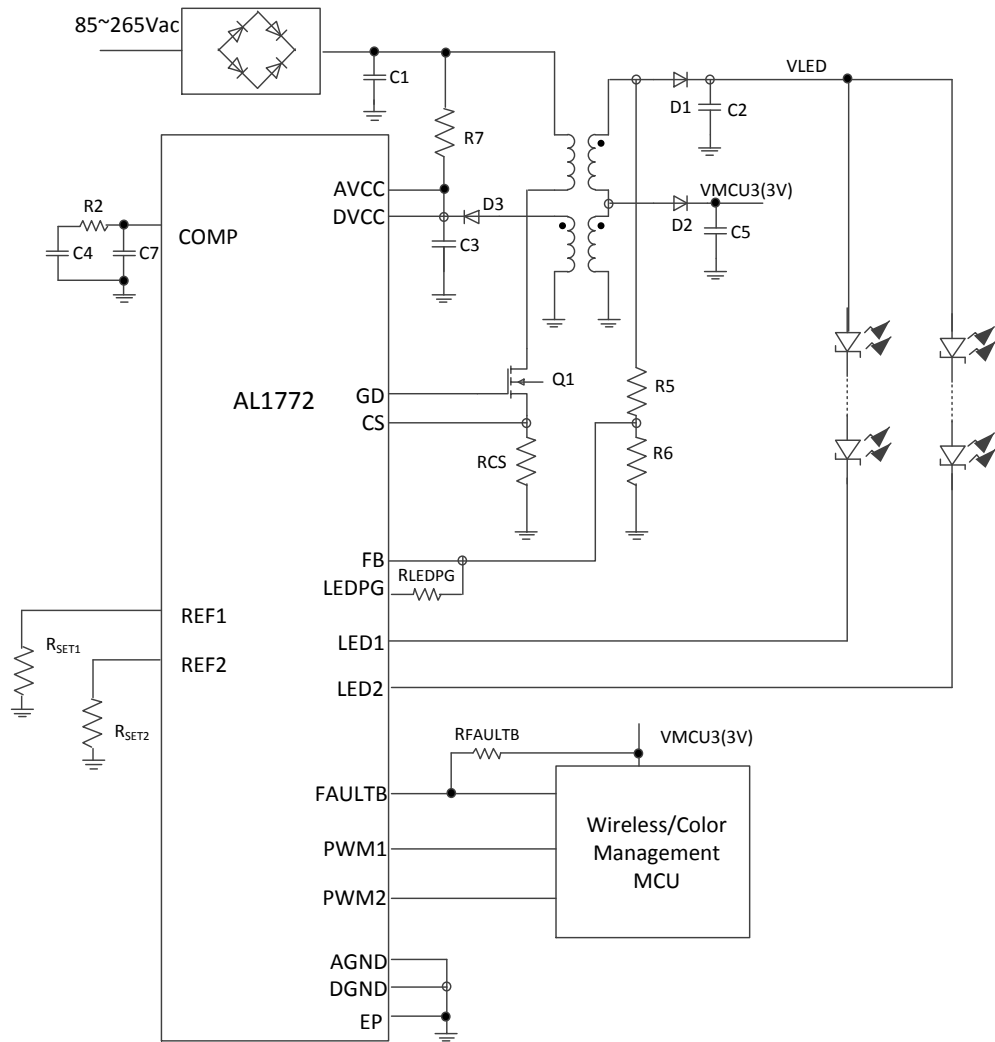 85~265Vac
C1
R7
D1
C2
VLED
AVCC
DVCC
D3
C3
D2
VMCU3(3V)
C5
R2
COMP
C4
C7
AL1772
GD
CS
Q1
R5
R6
RCS
FB
LEDPG
RLEDPG
REF1
REF2
LED1
LED2
RSET1
RSET2
RFAULTB
VMCU3(3V)
FAULTB
PWM1
PWM2
Wireless/Color
Management
MCU
AGND
DGND
EP